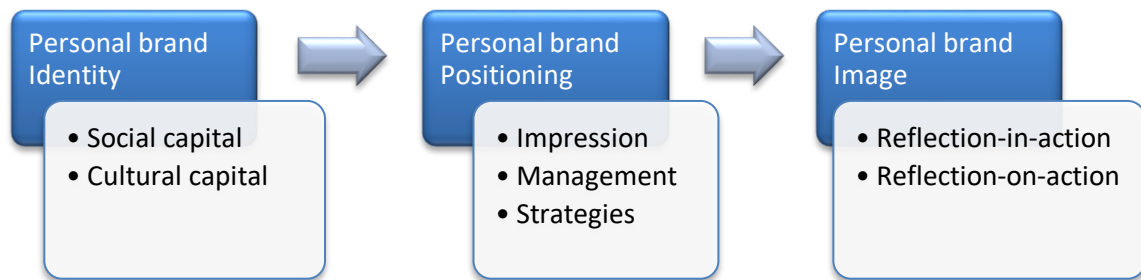 Personal brand
Identity
• Social capital
• Cultural capital
Personal brand
Positioning
• Impression
• Management
• Strategies
Personal brand
Image
• Reflection-in-action
• Reflection-on-action